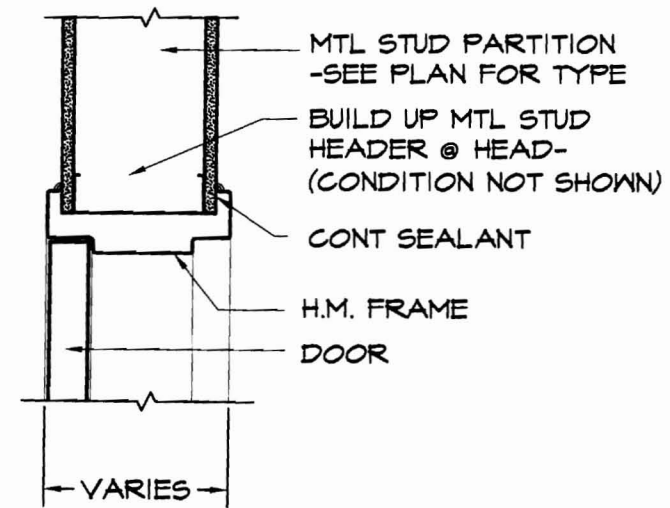 MTL STUD PARTITION
-SEE PLAN FOR TYPE
BUILD UP MTL STUD
HEADER @ HEAD-
(CONDITION NOT SHOWN)
CONT SEALANT
H.M. FRAME
DOOR
VARIES